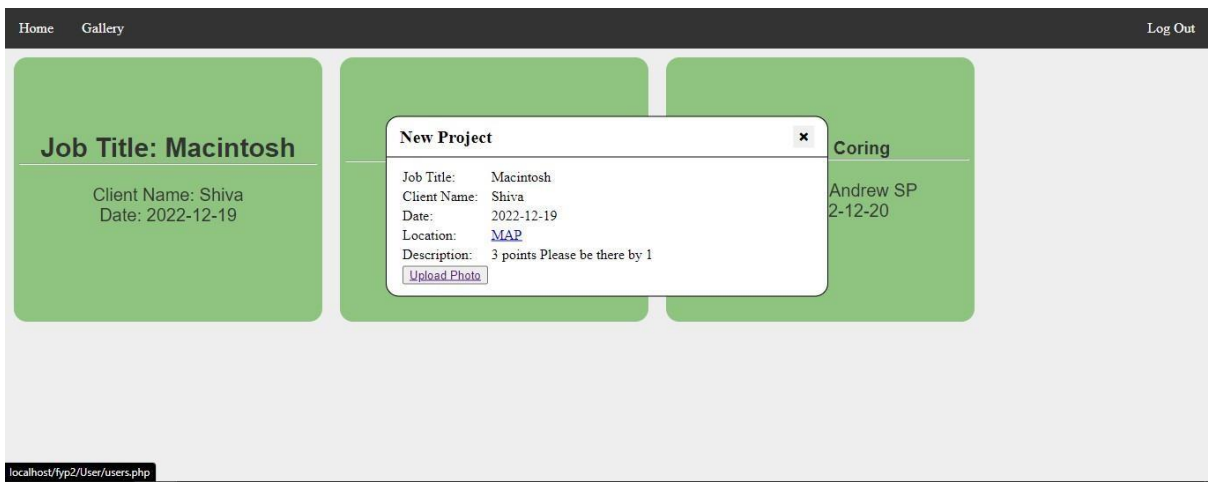 Home Gallery Log Out
Job Title: Macintosh
Client Name: Shiva
Date: 2022-12-19
New Project ×
Job Title: Macintosh
Client Name: Shiva
Date: 2022-12-19
Location: MAP
Description: 3 points Please be there by 1
Upload Photo
Coring
Andrew SP
2-12-20
localhost/fyp2/User/users.php